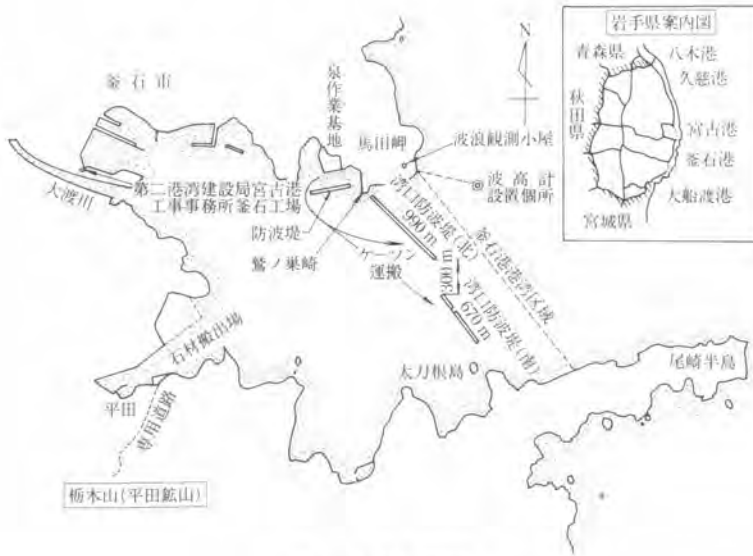 岩手県案内図
青森県
八木港
久慈港
秋田県
宮古港
釜石港
大船渡港
宮城県
N
釜石市
泉作業基地
馬田岬
波浪観測小屋
波高計
設置個所
大渡川
第二港湾建設局宮古港
工事事務所釜石工場
防波堤
鷲ノ巣崎
ケーソン
運搬
湾口防波堤(北)
990m
300m
湾口防波堤(南)
670m
釜石港港湾区域
石材搬出場
平田
専用道路
太刀根島
尾崎半島
栃木山(平田鉱山)